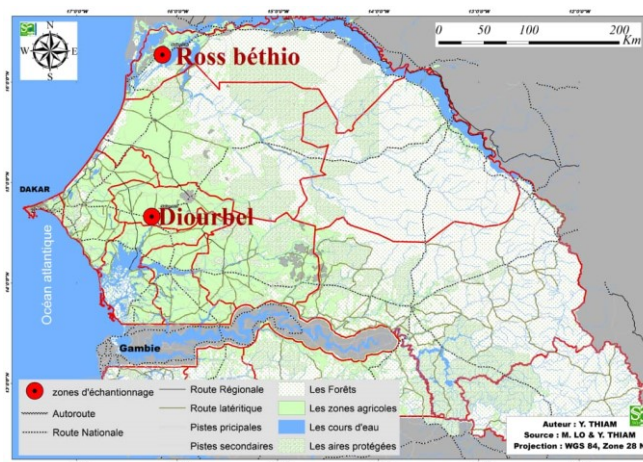 N
W
E
S
0 50 100 200
Km
Ross béthio
DAKAR
Diourbel
Océan atlantique
Gambie
zones d'échantonnage
Autoroute
Route Nationale
Route Régionale
Route latéritique
Pistes pricipales
Pistes secondaires
Les Forêts
Les zones agricoles
Les cours d'eau
Les aires protégées
Auteur : Y. THIAM
Source : M. LO & Y. THIAM
Projection : WGS 84, Zone 28 N